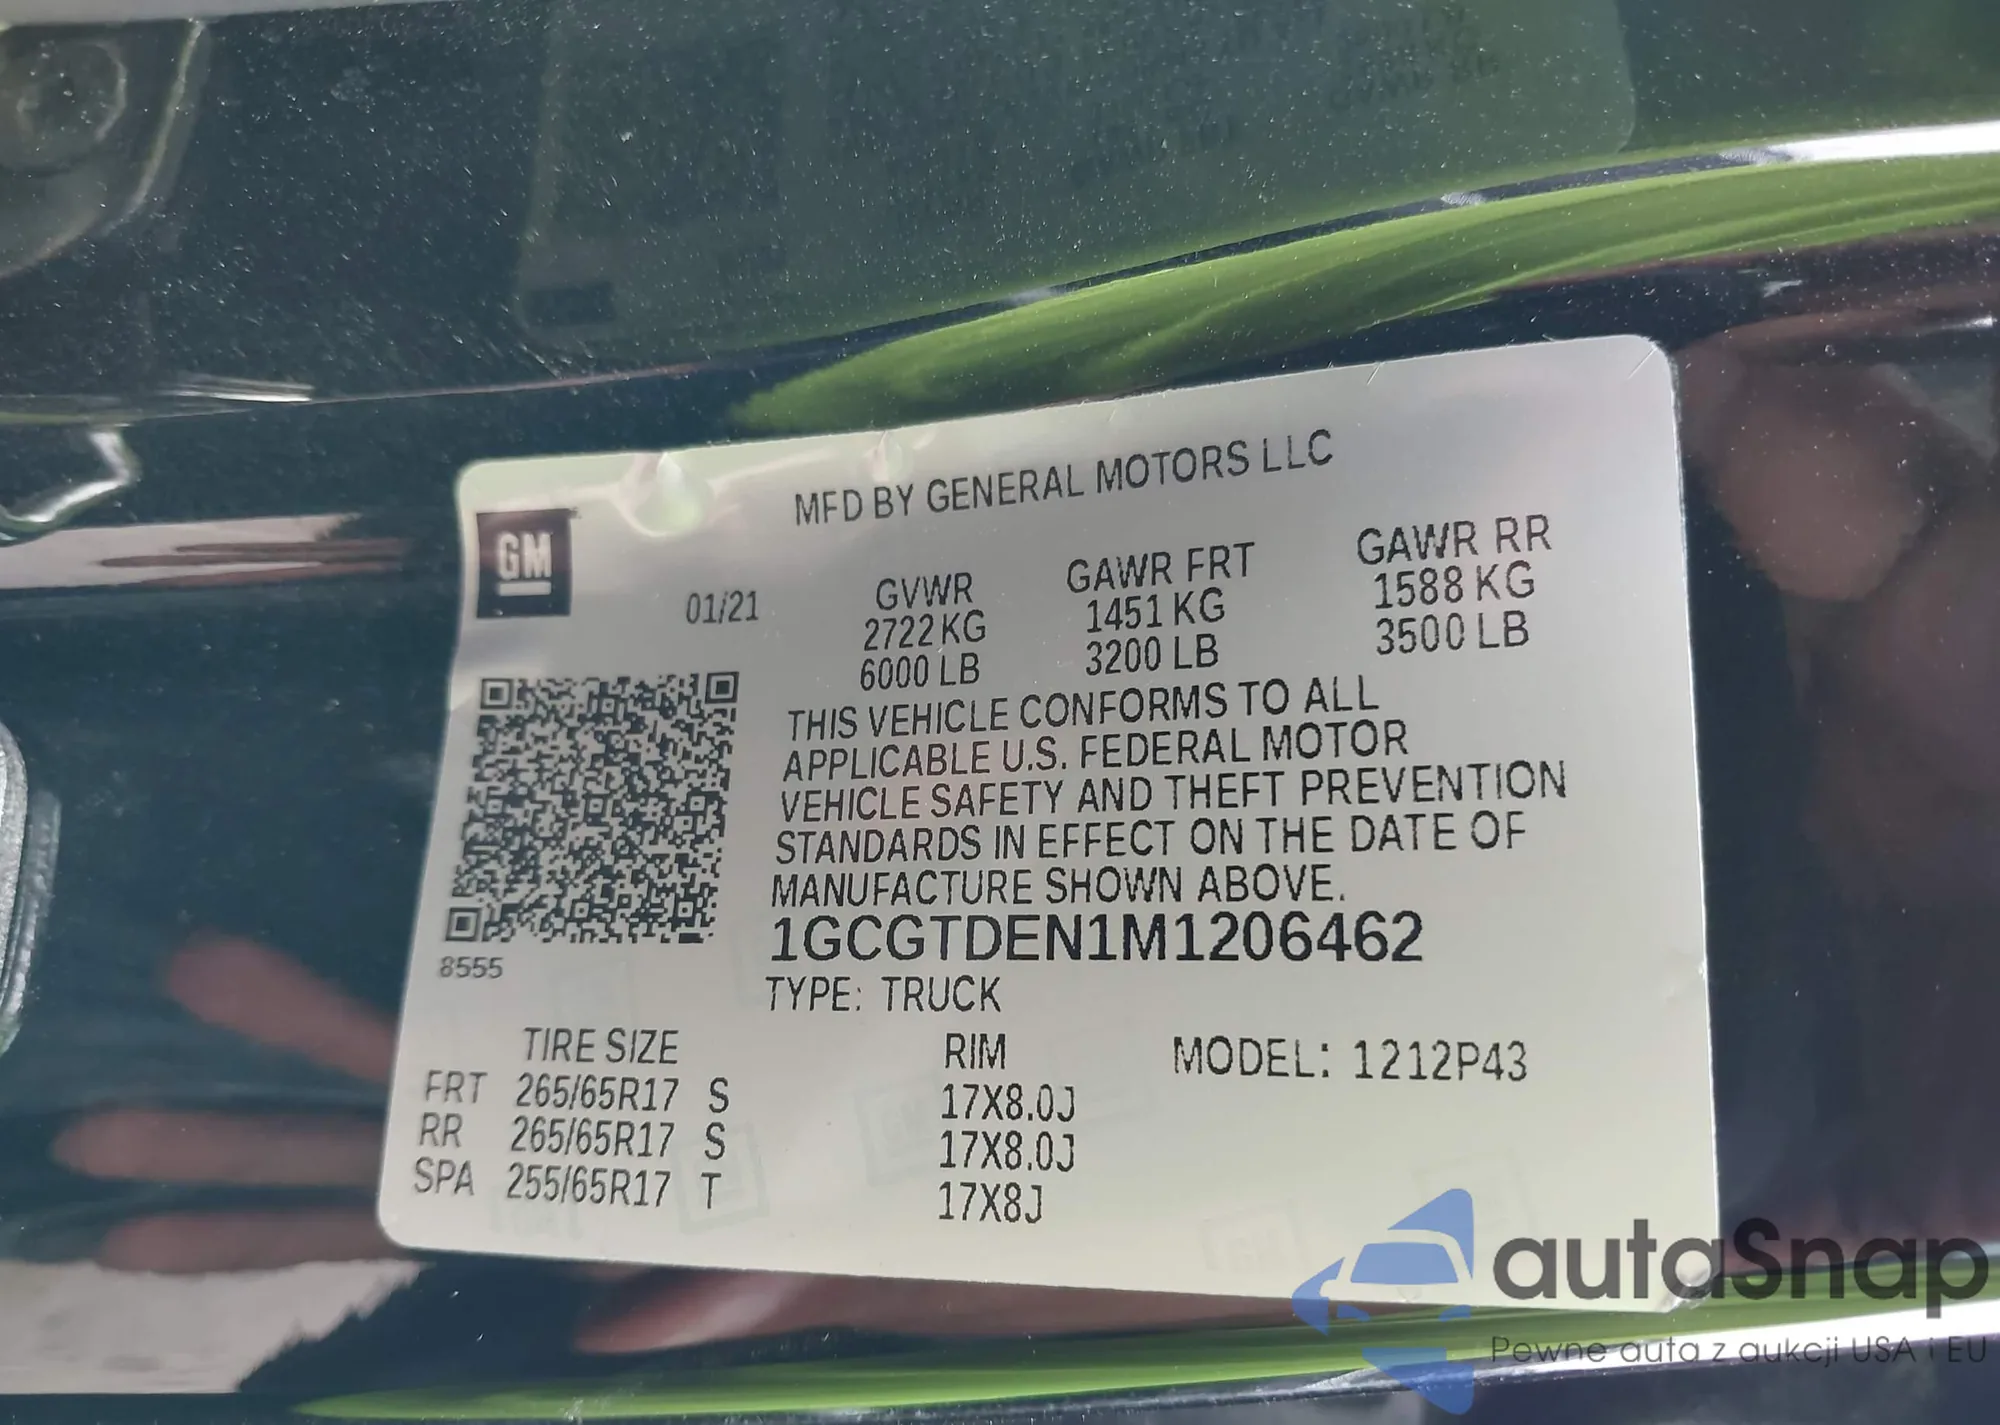 MFD BY GENERAL MOTORS LLC
GM
01/21
GVWR GAWR FRT GAWR RR
2722 KG 1451 KG 1588 KG
6000 LB 3200 LB 3500 LB
THIS VEHICLE CONFORMS TO ALL
APPLICABLE U.S. FEDERAL MOTOR
VEHICLE SAFETY AND THEFT PREVENTION
STANDARDS IN EFFECT ON THE DATE OF
MANUFACTURE SHOWN ABOVE.
1GCGTDEN1M1206462
8555
TYPE: TRUCK
TIRE SIZE RIM MODEL: 1212P43
FRT 265/65R17 S 17X8.0J
RR 265/65R17 S 17X8.0J
SPA 255/65R17 T 17X8J
autaSnap
Pewne auta z aukcji USA i EU